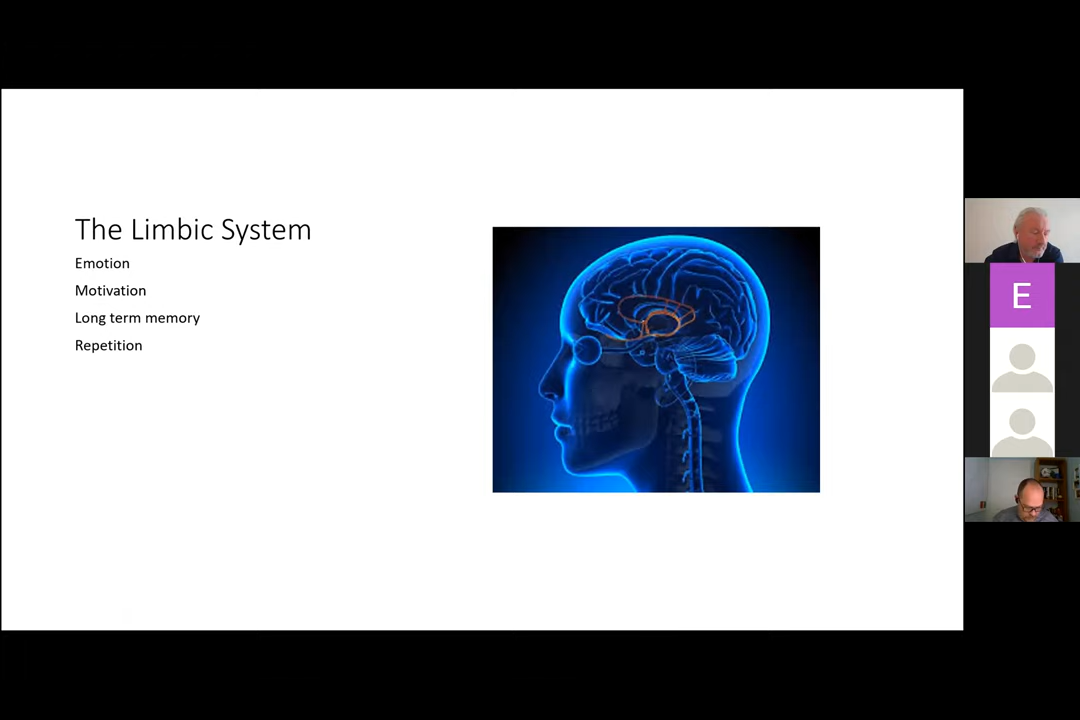 The Limbic System
Emotion
Motivation
Long term memory
Repetition
E